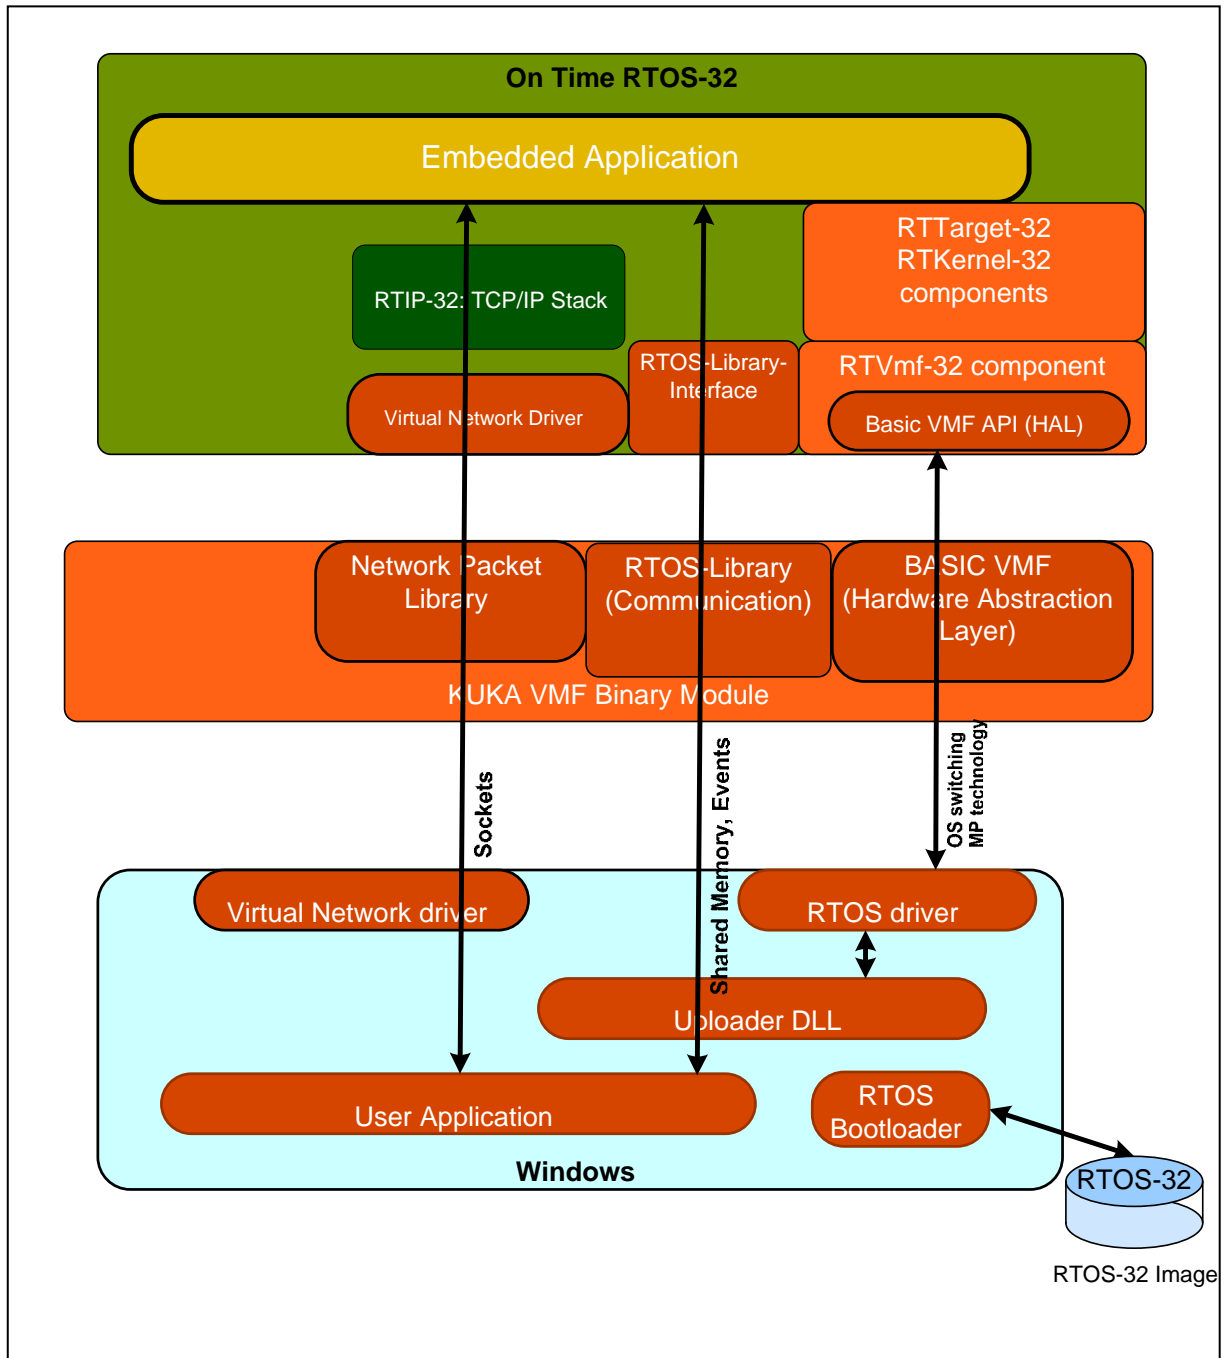 On Time RTOS-32
Embedded Application
RTTarget-32
RTKernel-32
components
RTIP-32: TCP/IP Stack
RTOS-Library-
Interface
RTVmf-32 component
Virtual Network Driver
Basic VMF API (HAL)
Network Packet
Library
RTOS-Library
(Communication)
BASIC VMF
(Hardware Abstraction
Layer)
KUKA VMF Binary Module
Sockets
Shared Memory, Events
OS switching
MP technology
Virtual Network driver
RTOS driver
Uploader DLL
User Application
RTOS
Bootloader
Windows
RTOS-32
RTOS-32 Image